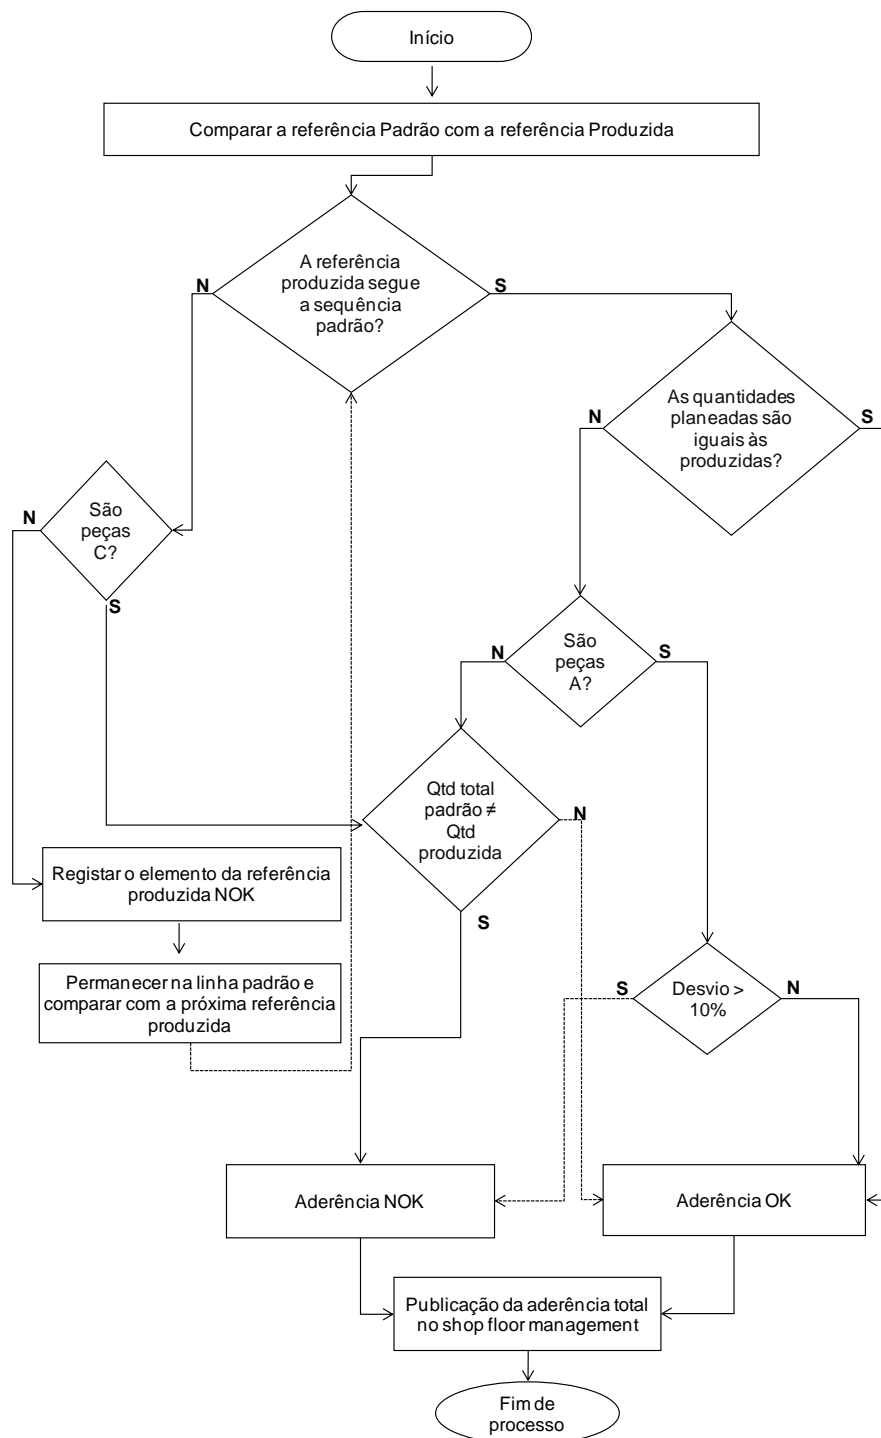 Início
Comparar a referência Padrão com a referência Produzida
A referência
produzida segue
a sequência
padrão?
N
S
As quantidades
planeadas são
iguais às
produzidas?
N
S
São
peças
C?
N
S
São
peças
A?
N
S
Qtd total
padrão ≠
Qtd
produzida
N
S
Registar o elemento da referência
produzida NOK
Permanecer na linha padrão e
comparar com a próxima referência
produzida
Desvio >
10%
S
N
Aderência NOK
Aderência OK
Publicação da aderência total
no shop floor management
Fim de
processo